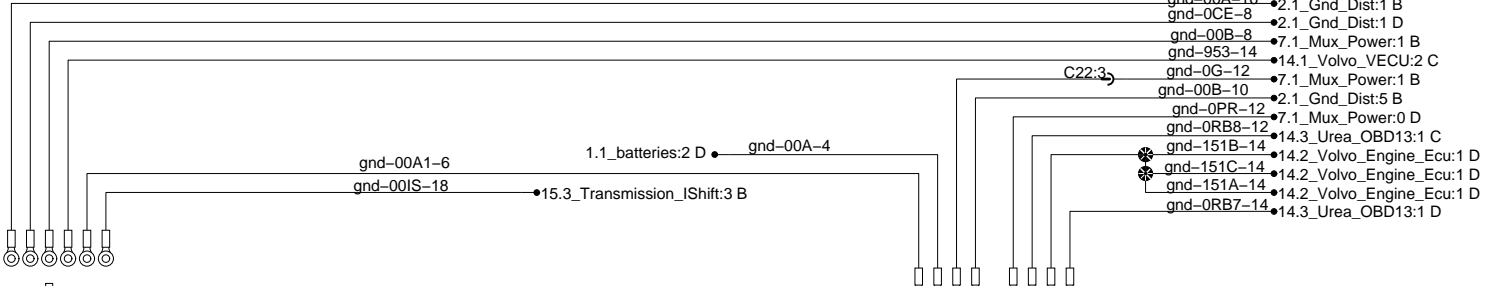 2.1_Gnd_Dist:1 B
gnd–0CE–8 2.1_Gnd_Dist:1 D
gnd–00B–8 7.1_Mux_Power:1 B
gnd–953–14 14.1_Volvo_VECU:2 C
C22:3 gnd–0G–12 7.1_Mux_Power:1 B
gnd–00B–10 2.1_Gnd_Dist:5 B
gnd–0PR–12 7.1_Mux_Power:0 D
gnd–0RB8–12 14.3_Urea_OBD13:1 C
1.1_batteries:2 D gnd–00A–4 gnd–151B–14 14.2_Volvo_Engine_Ecu:1 D
gnd–00A1–6 gnd–151C–14 14.2_Volvo_Engine_Ecu:1 D
gnd–00IS–18 15.3_Transmission_IShift:3 B gnd–151A–14 14.2_Volvo_Engine_Ecu:1 D
gnd–0RB7–14 14.3_Urea_OBD13:1 D